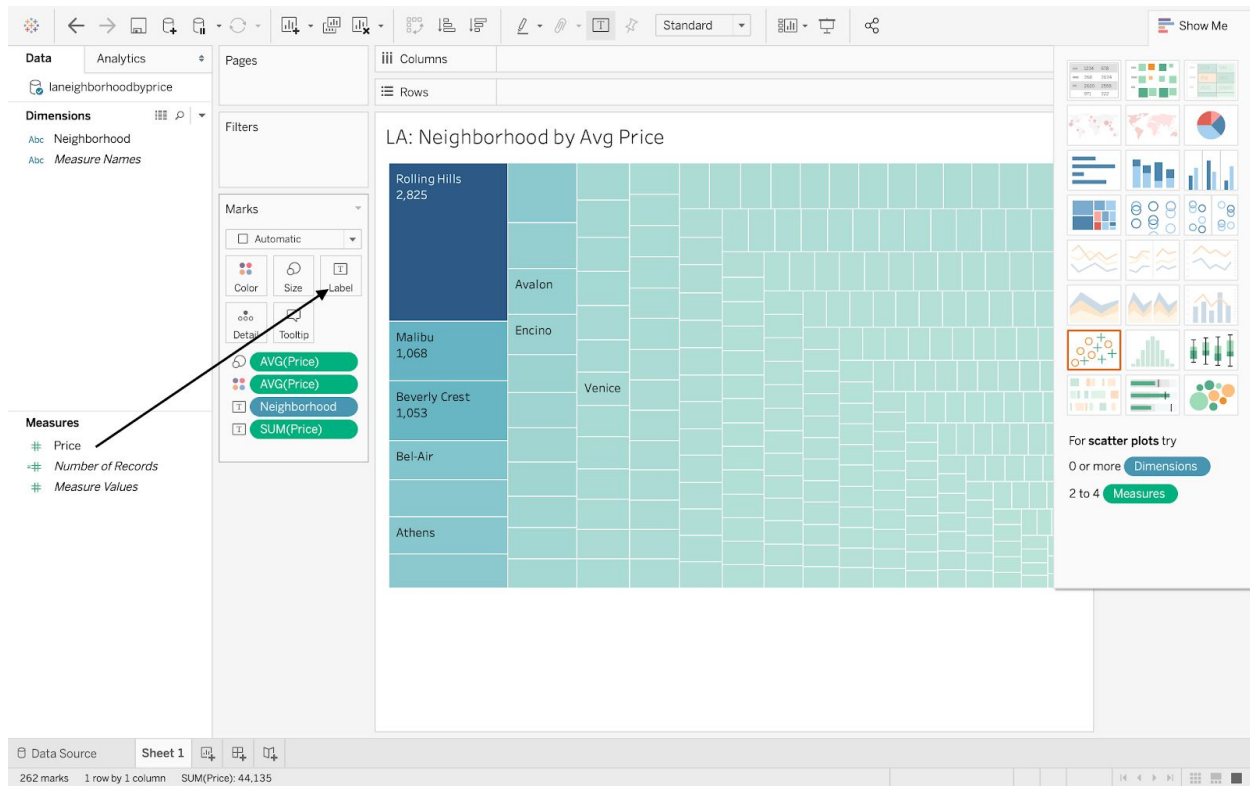 Standard
Show Me
Data
Analytics
laneighborhoodbyprice
Dimensions
Abc Neighborhood
Abc Measure Names
Measures
Price
Number of Records
Measure Values
Pages
Filters
Marks
Automatic
Color
Size
Label
Detail
Tooltip
AVG(Price)
AVG(Price)
Neighborhood
SUM(Price)
Columns
Rows
LA: Neighborhood by Avg Price
Rolling Hills
2,825
Malibu
1,068
Beverly Crest
1,053
Bel-Air
Athens
Avalon
Encino
Venice
For scatter plots try
0 or more Dimensions
2 to 4 Measures
Data Source
Sheet 1
262 marks 1 row by 1 column SUM(Price): 44,135